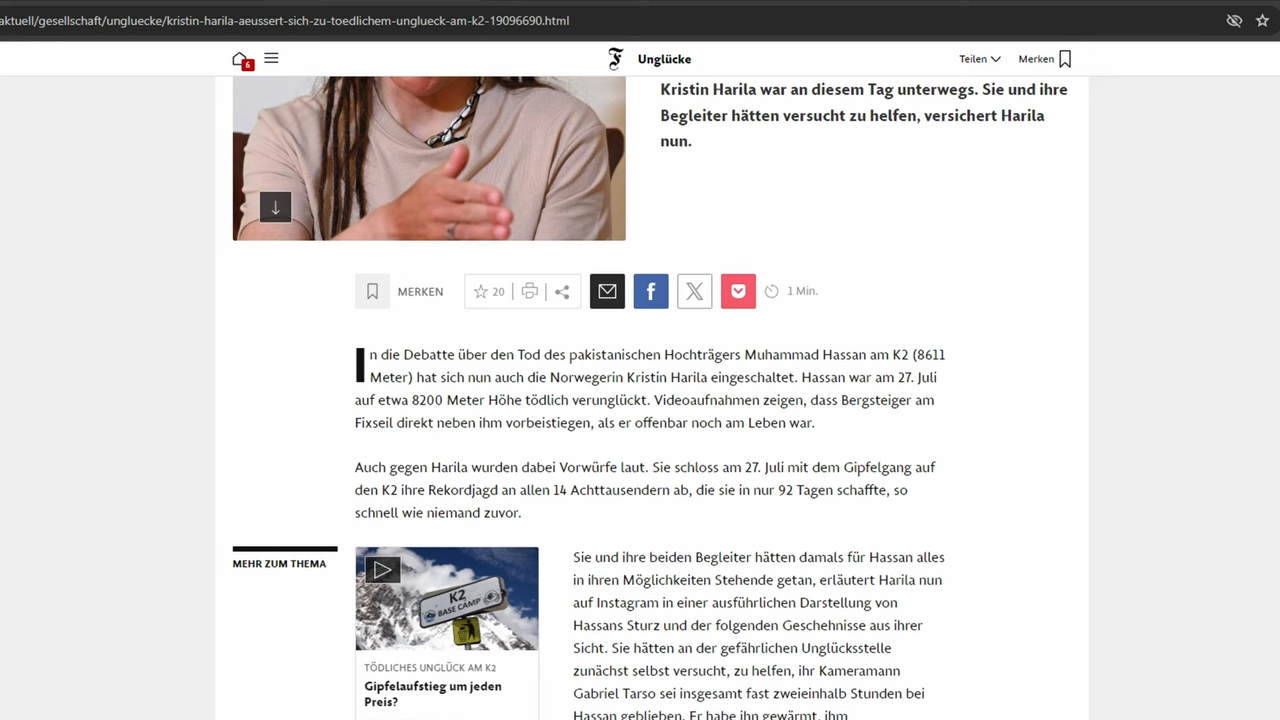 aktuell/gesellschaft/ungluecke/kristin-harila-aeussert-sich-zu-toedlichem-unglueck-am-k2-19096690.html
6
Unglücke
Teilen
Merken
Kristin Harila war an diesem Tag unterwegs. Sie und ihre
Begleiter hätten versucht zu helfen, versichert Harila
nun.
MERKEN
20
1 Min.
In die Debatte über den Tod des pakistanischen Hochträgers Muhammad Hassan am K2 (8611
Meter) hat sich nun auch die Norwegerin Kristin Harila eingeschaltet. Hassan war am 27. Juli
auf etwa 8200 Meter Höhe tödlich verunglückt. Videoaufnahmen zeigen, dass Bergsteiger am
Fixseil direkt neben ihm vorbeistiegen, als er offenbar noch am Leben war.
Auch gegen Harila wurden dabei Vorwürfe laut. Sie schloss am 27. Juli mit dem Gipfelgang auf
den K2 ihre Rekordjagd an allen 14 Achttausendern ab, die sie in nur 92 Tagen schaffte, so
schnell wie niemand zuvor.
MEHR ZUM THEMA
K2
BASE CAMP
TÖDLICHES UNGLÜCK AM K2
Gipfelaufstieg um jeden
Preis?
Sie und ihre beiden Begleiter hätten damals für Hassan alles
in ihren Möglichkeiten Stehende getan, erläutert Harila nun
auf Instagram in einer ausführlichen Darstellung von
Hassans Sturz und der folgenden Geschehnisse aus ihrer
Sicht. Sie hätten an der gefährlichen Unglücksstelle
zunächst selbst versucht, zu helfen, ihr Kameramann
Gabriel Tarso sei insgesamt fast zweieinhalb Stunden bei
Hassan geblieben. Er habe ihn gewärmt, ihm